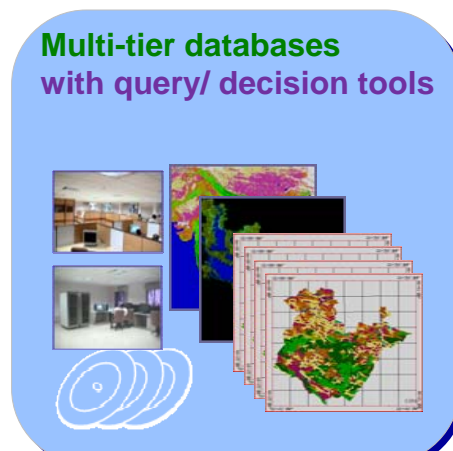 Multi-tier databases
with query/ decision tools